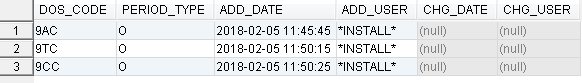 DOS_CODE PERIOD_TYPE ADD_DATE ADD_USER CHG_DATE CHG_USER
1 9AC O 2018-02-05 11:45:45 *INSTALL* (null) (null)
2 9TC O 2018-02-05 11:50:15 *INSTALL* (null) (null)
3 9CC O 2018-02-05 11:50:25 *INSTALL* (null) (null)